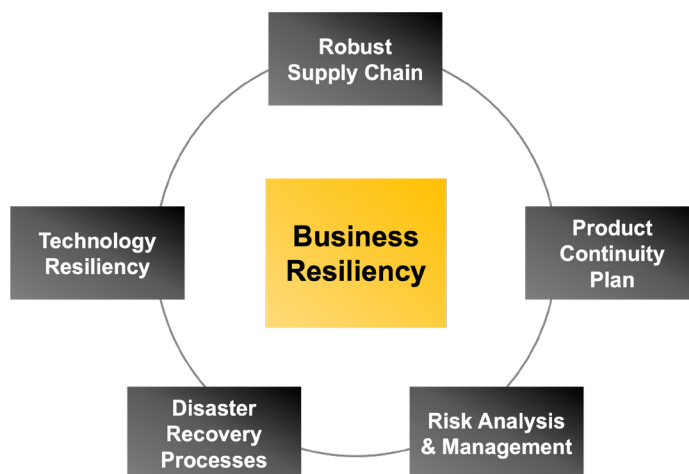 Robust
Supply Chain
Technology
Resiliency
Business
Resiliency
Product
Continuity
Plan
Disaster
Recovery
Processes
Risk Analysis
& Management